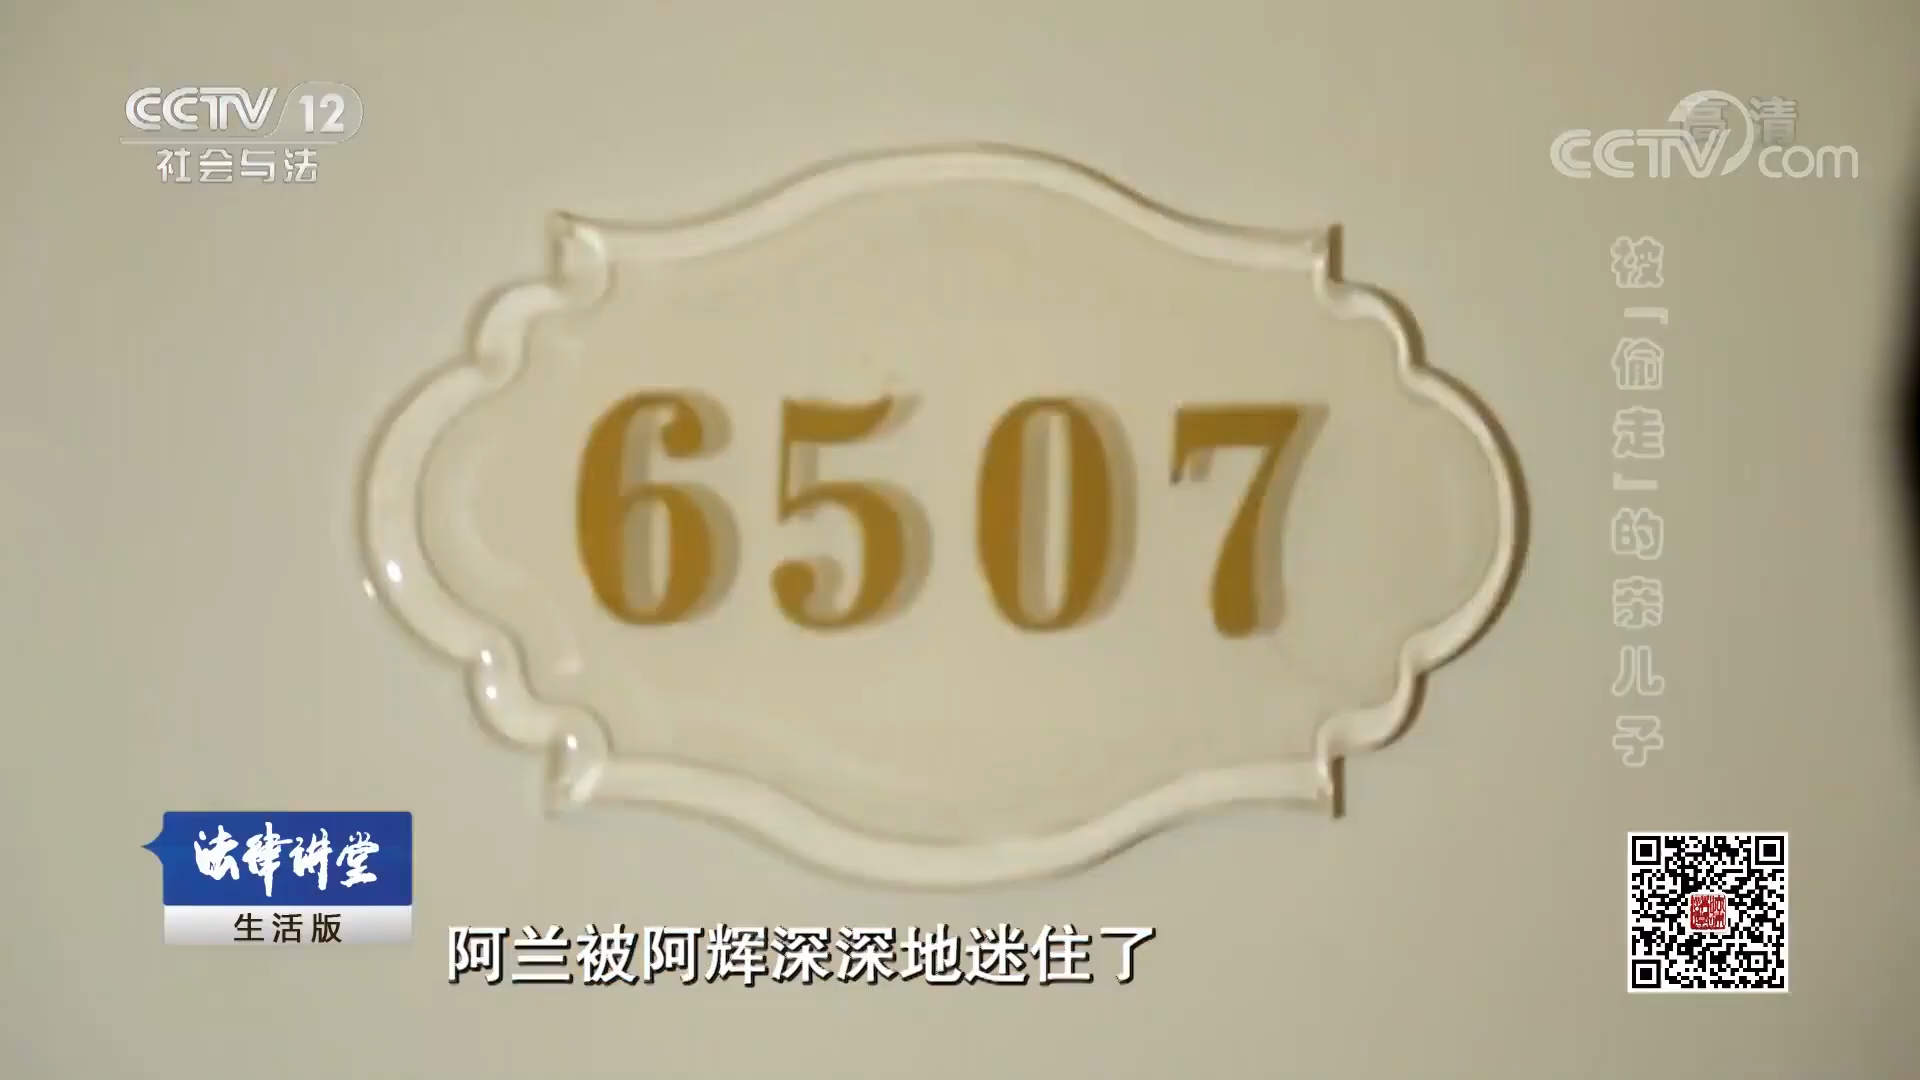 CCTV 12
社会与法
高清
CCTV com
被「偷走」的亲儿子
6507
法律讲堂
生活版
阿兰被阿辉深深地迷住了